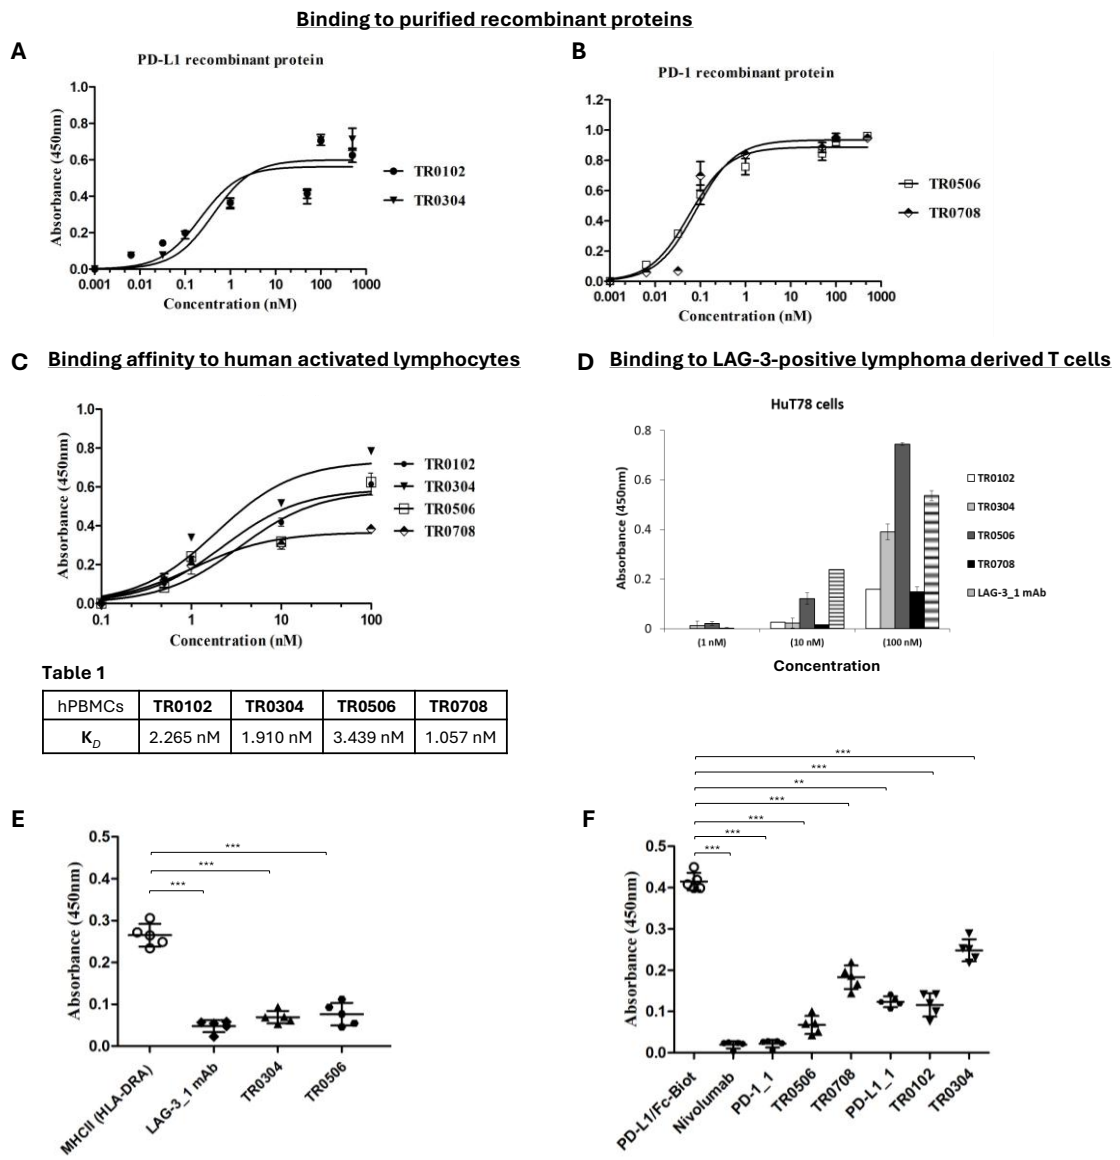 Binding to purified recombinant proteins
A
PD-L1 recombinant protein
Absorbance (450nm)
1.0
0.8
0.6
0.4
0.2
0.0
0.001 0.01 0.1 1 10 100 1000
Concentration (nM)
TR0102
TR0304
B
PD-1 recombinant protein
Absorbance (450nm)
1.2
1.0
0.8
0.6
0.4
0.2
0.0
0.001 0.01 0.1 1 10 100 1000
Concentration (nM)
TR0506
TR0708
C Binding affinity to human activated lymphocytes
Absorbance (450nm)
1.0
0.8
0.6
0.4
0.2
0.0
0.1 1 10 100
Concentration (nM)
TR0102
TR0304
TR0506
TR0708
D Binding to LAG-3-positive lymphoma derived T cells
HuT78 cells
Absorbance (450nm)
0.8
0.6
0.4
0.2
0
(1 nM) (10 nM) (100 nM)
Concentration
TR0102
TR0304
TR0506
TR0708
LAG-3_1 mAb
Table 1
hPBMCs TR0102 TR0304 TR0506 TR0708
KD 2.265 nM 1.910 nM 3.439 nM 1.057 nM
E
***
***
***
Absorbance (450nm)
0.5
0.4
0.3
0.2
0.1
0.0
MHCII (HLA-DRA)
LAG-3_1 mAb
TR0304
TR0506
F
***
***
**
***
***
***
***
Absorbance (450nm)
0.5
0.4
0.3
0.2
0.1
0.0
PD-L1/Fc-Biot
Nivolumab
PD-1_1
TR0506
TR0708
PD-L1_1
TR0102
TR0304